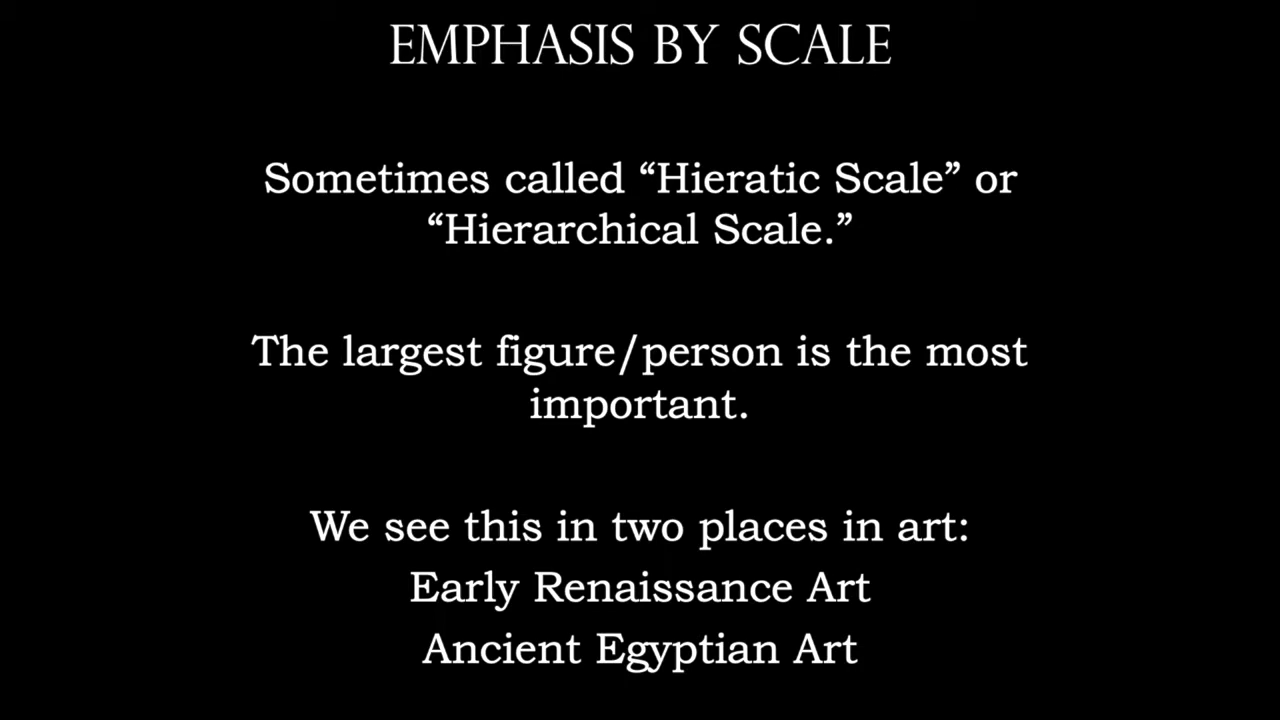 EMPHASIS BY SCALE
Sometimes called “Hieratic Scale” or
“Hierarchical Scale.”
The largest figure/person is the most
important.
We see this in two places in art:
Early Renaissance Art
Ancient Egyptian Art